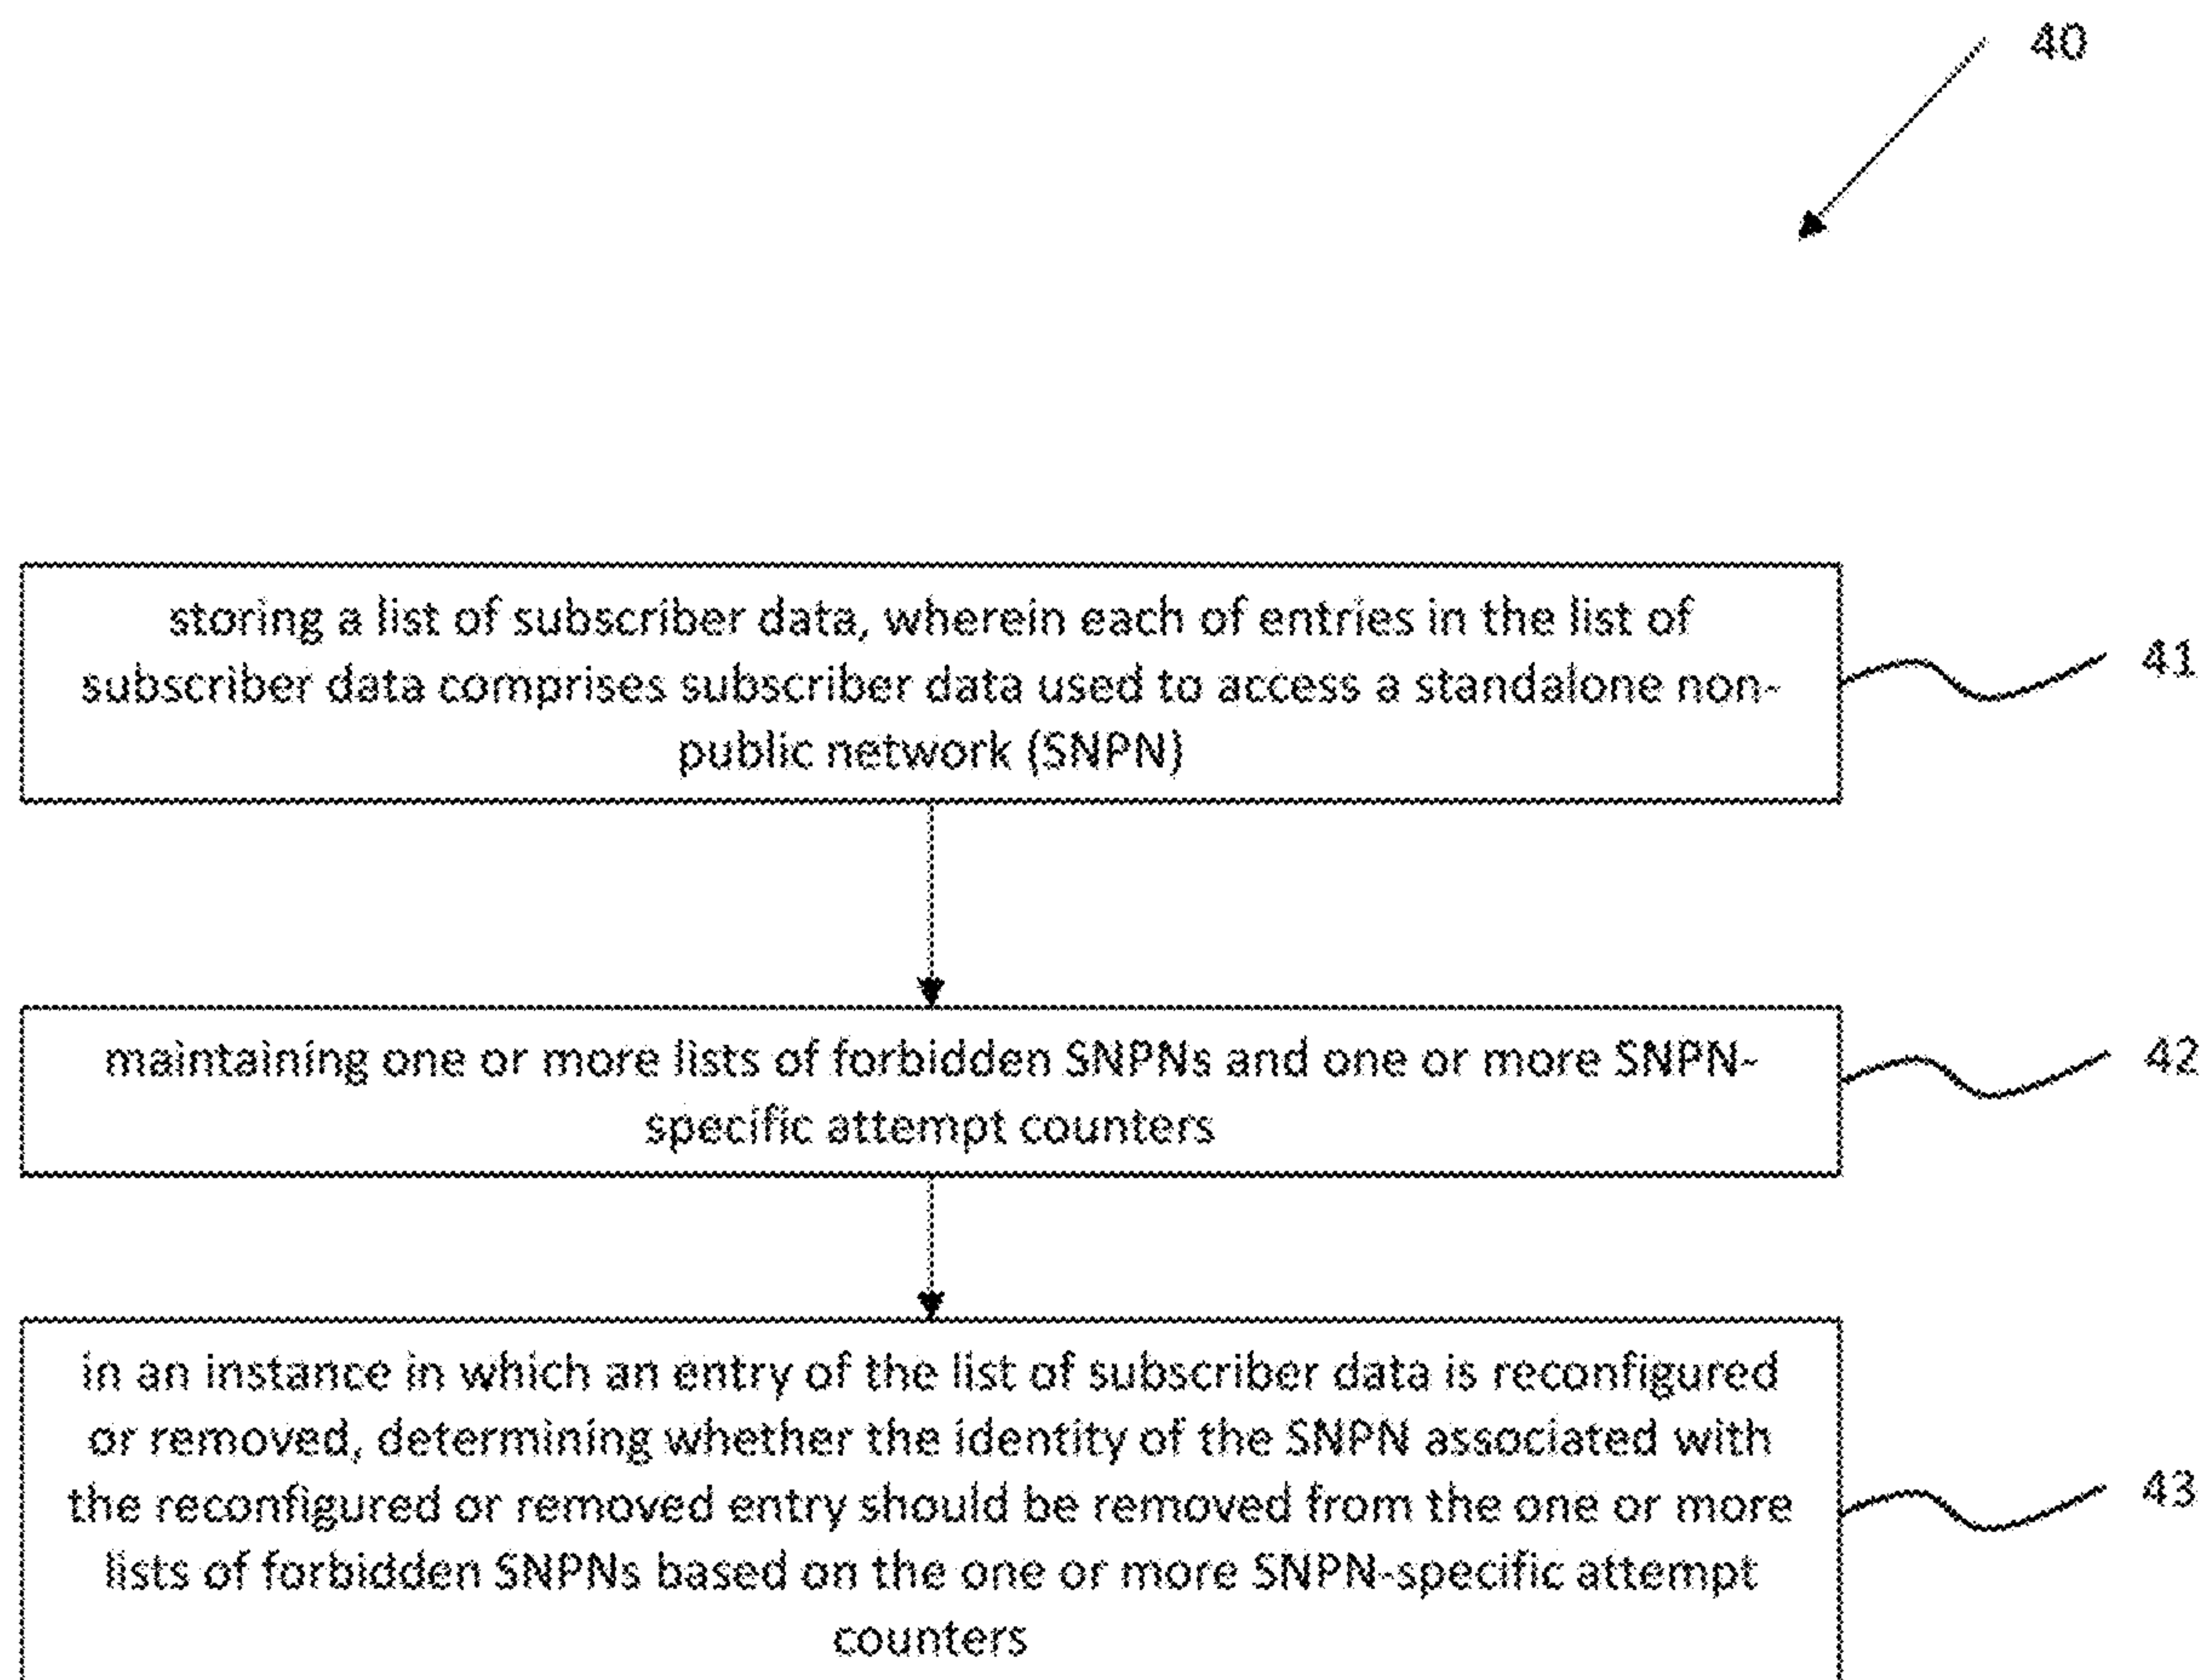 40
storing a list of subscriber data, wherein each of entries in the list of
subscriber data comprises subscriber data used to access a standalone non-
public network (SNPN)
41
maintaining one or more lists of forbidden SNPNs and one or more SNPN-
specific attempt counters
42
in an instance in which an entry of the list of subscriber data is reconfigured
or removed, determining whether the identity of the SNPN associated with
the reconfigured or removed entry should be removed from the one or more
lists of forbidden SNPNs based on the one or more SNPN-specific attempt
counters
43